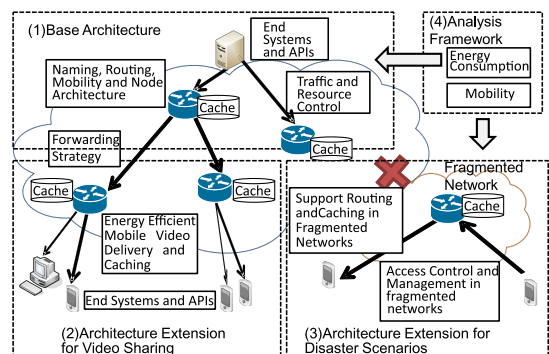 (1)Base Architecture
End
Systems and APIs
(4)Analysis
Framework
Energy
Consumption
Mobility
Naming, Routing,
Mobility and Node
Architecture
Traffic and
Resource
Control
Cache
Cache
Forwarding
Strategy
Cache
Cache
Energy Efficient
Mobile Video
Delivery and
Caching
End Systems and APIs
(2)Architecture Extension
for Video Sharing
Fragmented
Network
Support Routing
andCaching in
Fragmented
Networks
Cache
Access Control and
Management in
fragmented
networks
(3)Architecture Extension for
Disaster Scenarios